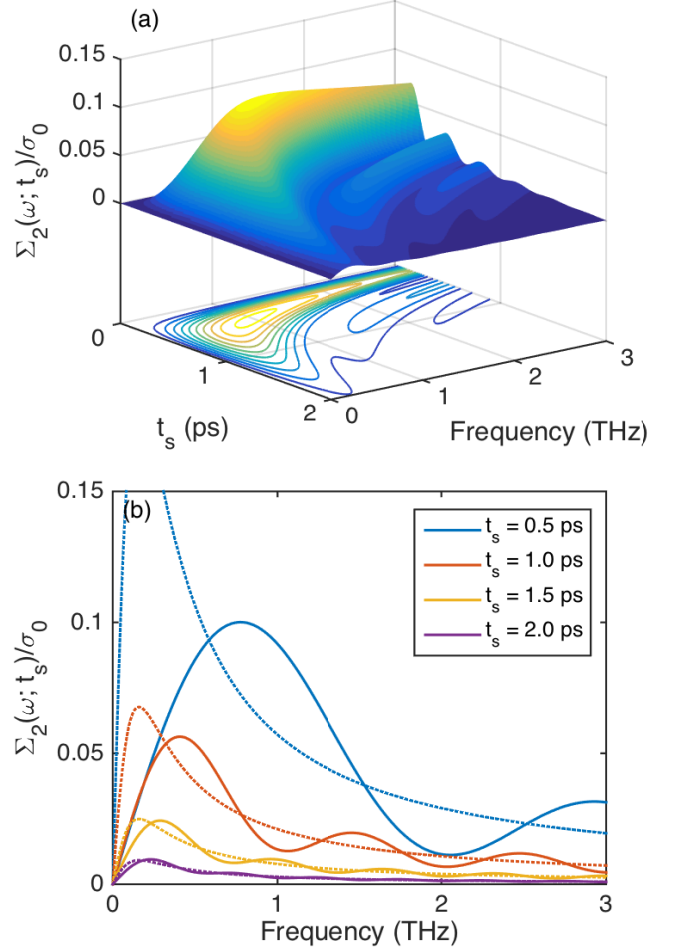 (a)
0.15
0.1
0.05
0
Σ₂(ω; tₛ)/σ₀
0
1
2
tₛ (ps)
0
1
2
3
Frequency (THz)
(b)
0.15
0.1
0.05
0
Σ₂(ω; tₛ)/σ₀
tₛ = 0.5 ps
tₛ = 1.0 ps
tₛ = 1.5 ps
tₛ = 2.0 ps
0
1
2
3
Frequency (THz)